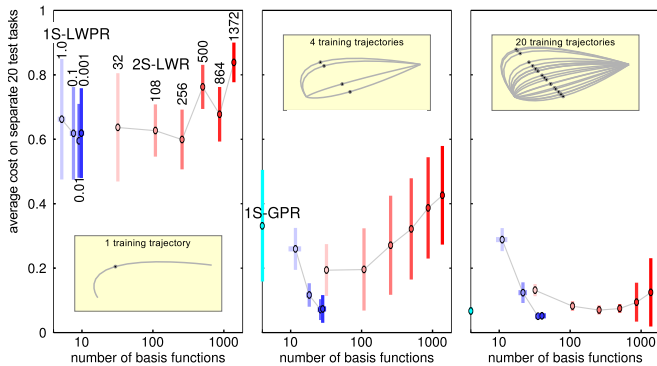 average cost on separate 20 test tasks
1
0.8
0.6
0.4
0.2
0
1S-LWPR
1.0
0.1
0.001
0.01
32
2S-LWR
108
256
500
864
1372
1 training trajectory
10
100
1000
number of basis functions
4 training trajectories
1S-GPR
10
100
1000
number of basis functions
20 training trajectories
10
100
1000
number of basis functions